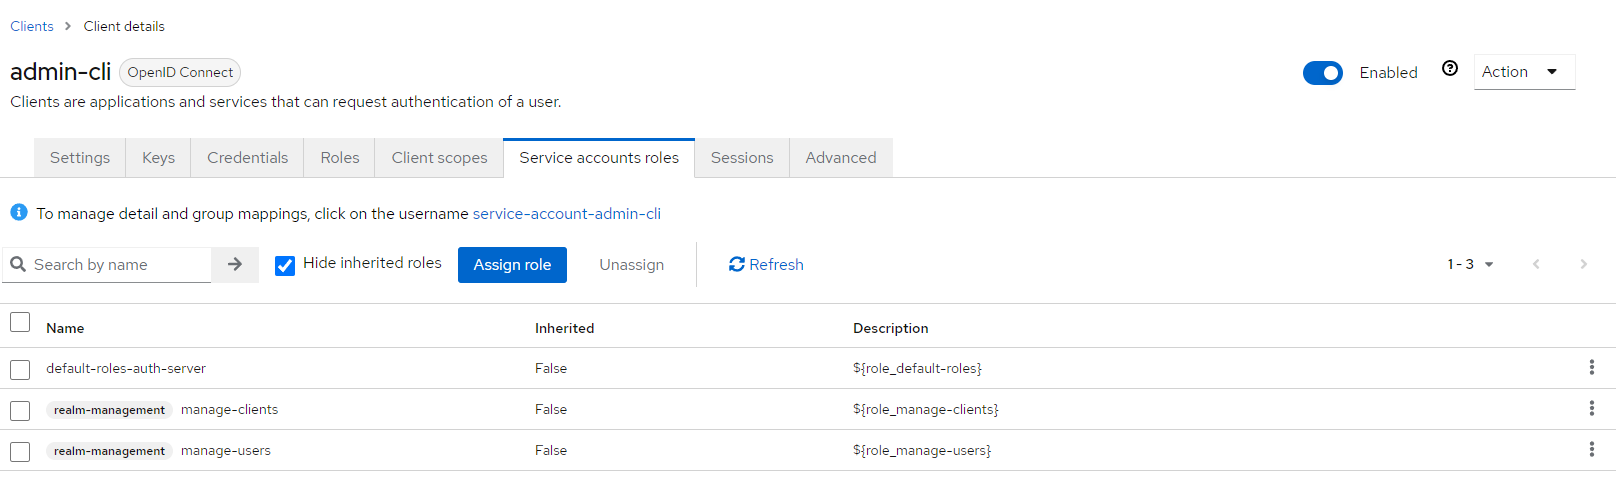 Clients > Client details
admin-cli OpenID Connect
Enabled ? Action
Clients are applications and services that can request authentication of a user.
Settings Keys Credentials Roles Client scopes Service accounts roles Sessions Advanced
To manage detail and group mappings, click on the username service-account-admin-cli
Search by name Hide inherited roles Assign role Unassign Refresh 1 - 3
Name Inherited Description
default-roles-auth-server False ${role_default-roles}
realm-management manage-clients False ${role_manage-clients}
realm-management manage-users False ${role_manage-users}